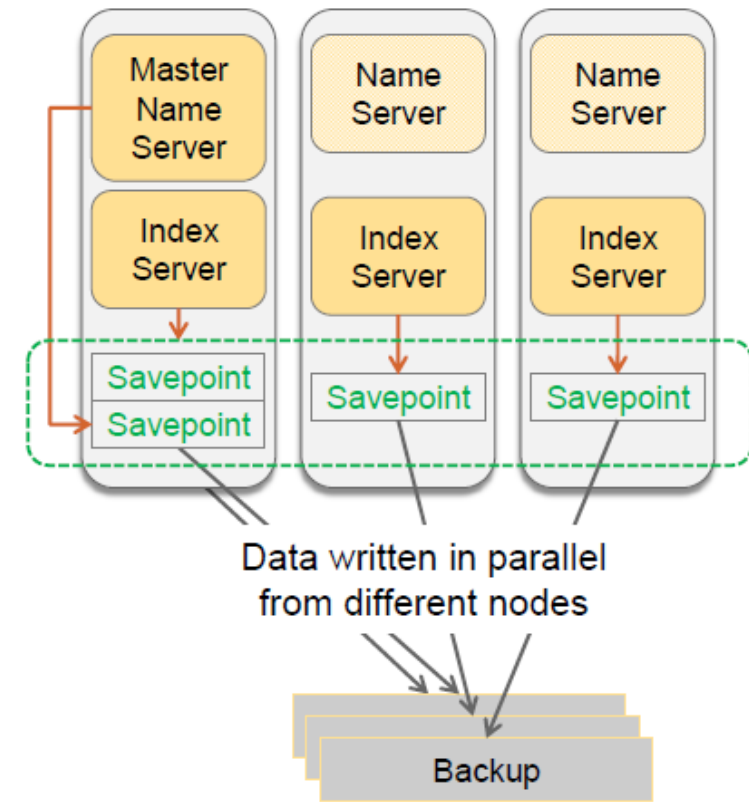 Master
Name
Server
Name
Server
Name
Server
Index
Server
Index
Server
Index
Server
Savepoint
Savepoint
Savepoint
Savepoint
Data written in parallel
from different nodes
Backup